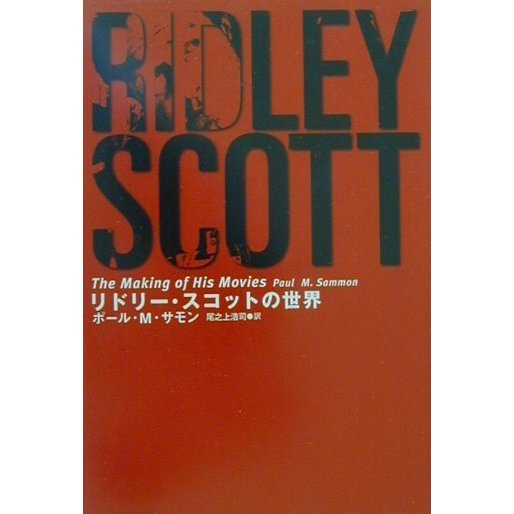 RIDLEY
SCOTT
The Making of His Movies Paul M. Sammon
リドリー・スコットの世界
ポール・M・サモン 尾之上浩司●訳